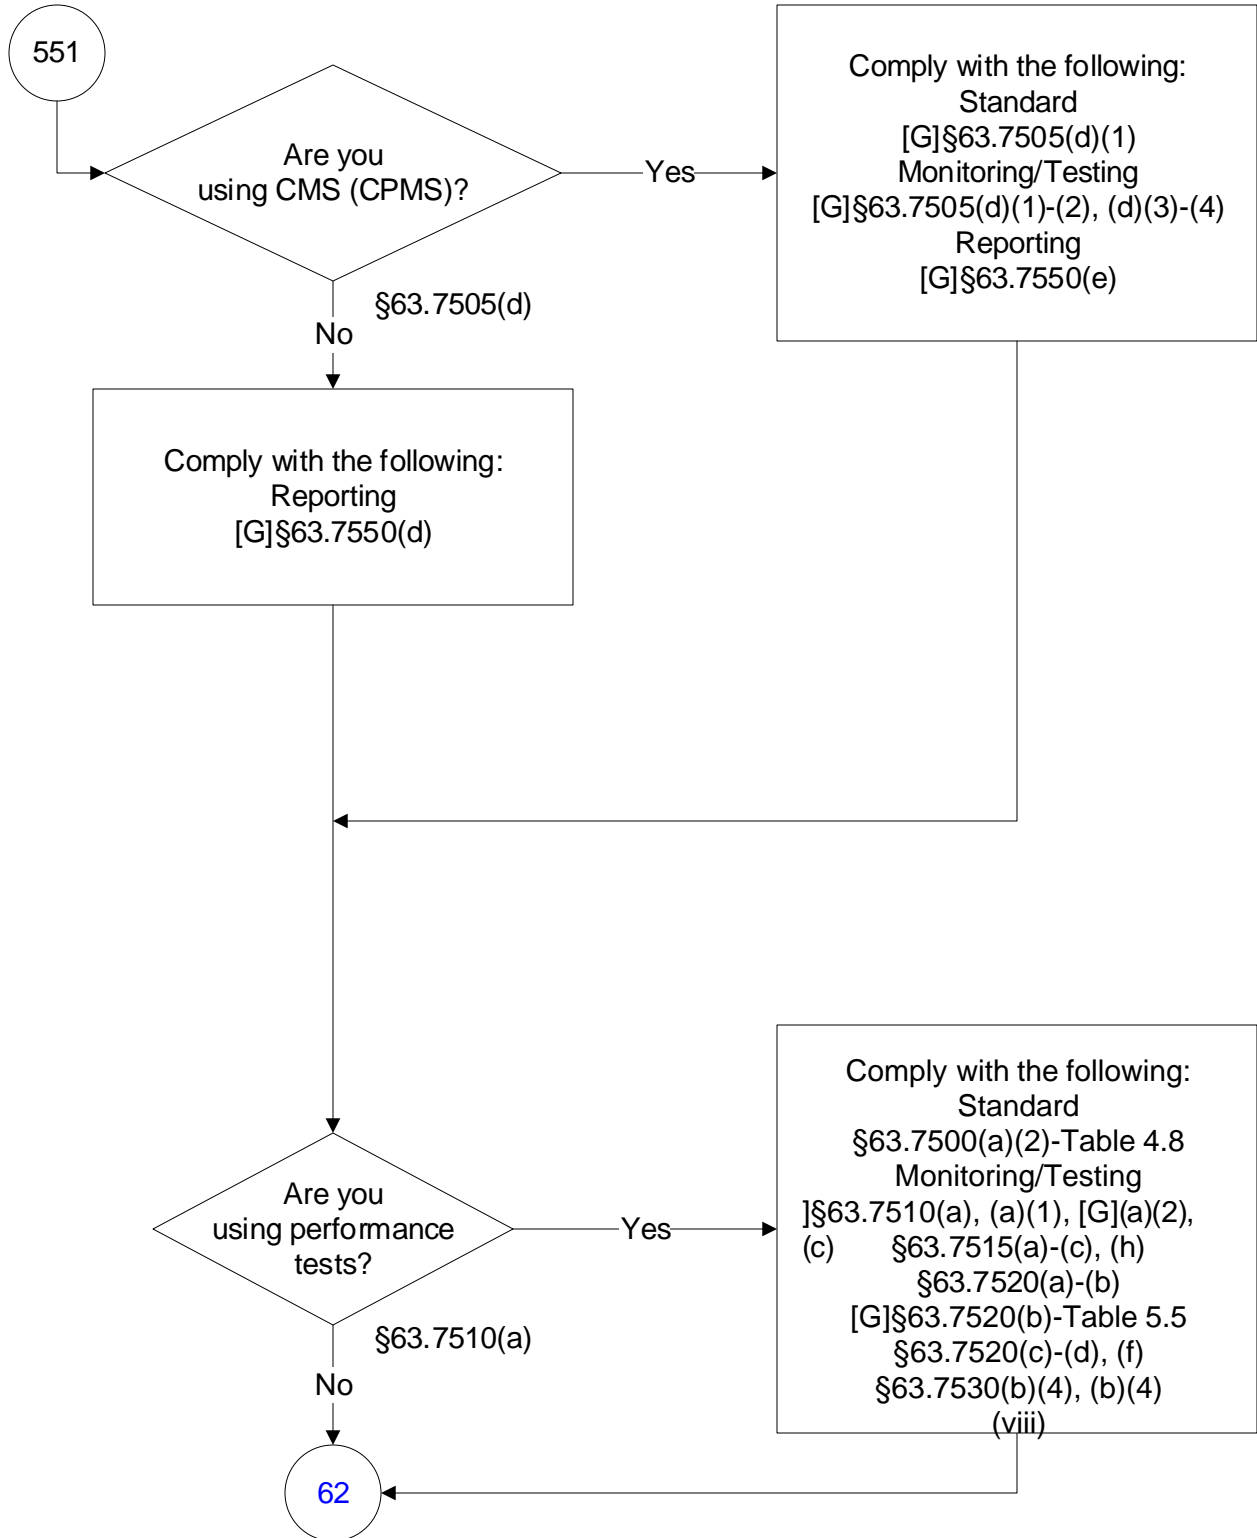 551
Are you
using CMS (CPMS)?
Yes
Comply with the following:
Standard
[G]§63.7505(d)(1)
Monitoring/Testing
[G]§63.7505(d)(1)-(2), (d)(3)-(4)
Reporting
[G]§63.7550(e)
§63.7505(d)
No
Comply with the following:
Reporting
[G]§63.7550(d)
Are you
using performance
tests?
Yes
Comply with the following:
Standard
§63.7500(a)(2)-Table 4.8
Monitoring/Testing
]§63.7510(a), (a)(1), [G](a)(2),
(c) §63.7515(a)-(c), (h)
§63.7520(a)-(b)
[G]§63.7520(b)-Table 5.5
§63.7520(c)-(d), (f)
§63.7530(b)(4), (b)(4)
(viii)
§63.7510(a)
No
62